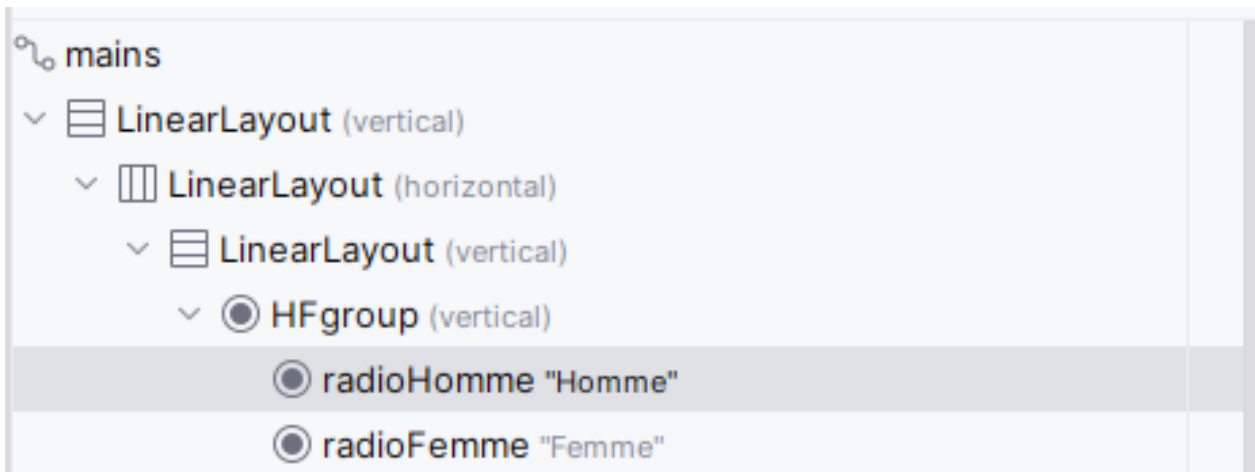 mains
LinearLayout (vertical)
LinearLayout (horizontal)
LinearLayout (vertical)
HFgroup (vertical)
radioHomme "Homme"
radioFemme "Femme"